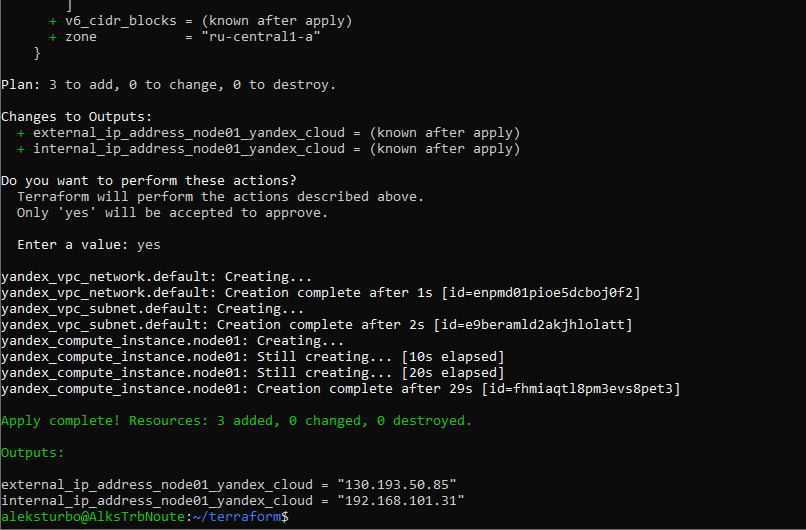 ]
+ v6_cidr_blocks = (known after apply)
+ zone           = "ru-central1-a"
}
Plan: 3 to add, 0 to change, 0 to destroy.
Changes to Outputs:
+ external_ip_address_node01_yandex_cloud = (known after apply)
+ internal_ip_address_node01_yandex_cloud = (known after apply)
Do you want to perform these actions?
Terraform will perform the actions described above.
Only 'yes' will be accepted to approve.
Enter a value: yes
yandex_vpc_network.default: Creating...
yandex_vpc_network.default: Creation complete after 1s [id=enpmd01pioe5dcboj0f2]
yandex_vpc_subnet.default: Creating...
yandex_vpc_subnet.default: Creation complete after 2s [id=e9beramld2akjhlolatt]
yandex_compute_instance.node01: Creating...
yandex_compute_instance.node01: Still creating... [10s elapsed]
yandex_compute_instance.node01: Still creating... [20s elapsed]
yandex_compute_instance.node01: Creation complete after 29s [id=fhmiaqtl8pm3evs8pet3]
Apply complete! Resources: 3 added, 0 changed, 0 destroyed.
Outputs:
external_ip_address_node01_yandex_cloud = "130.193.50.85"
internal_ip_address_node01_yandex_cloud = "192.168.101.31"
aleksturbo@AlksTrbNoute:~/terraform$